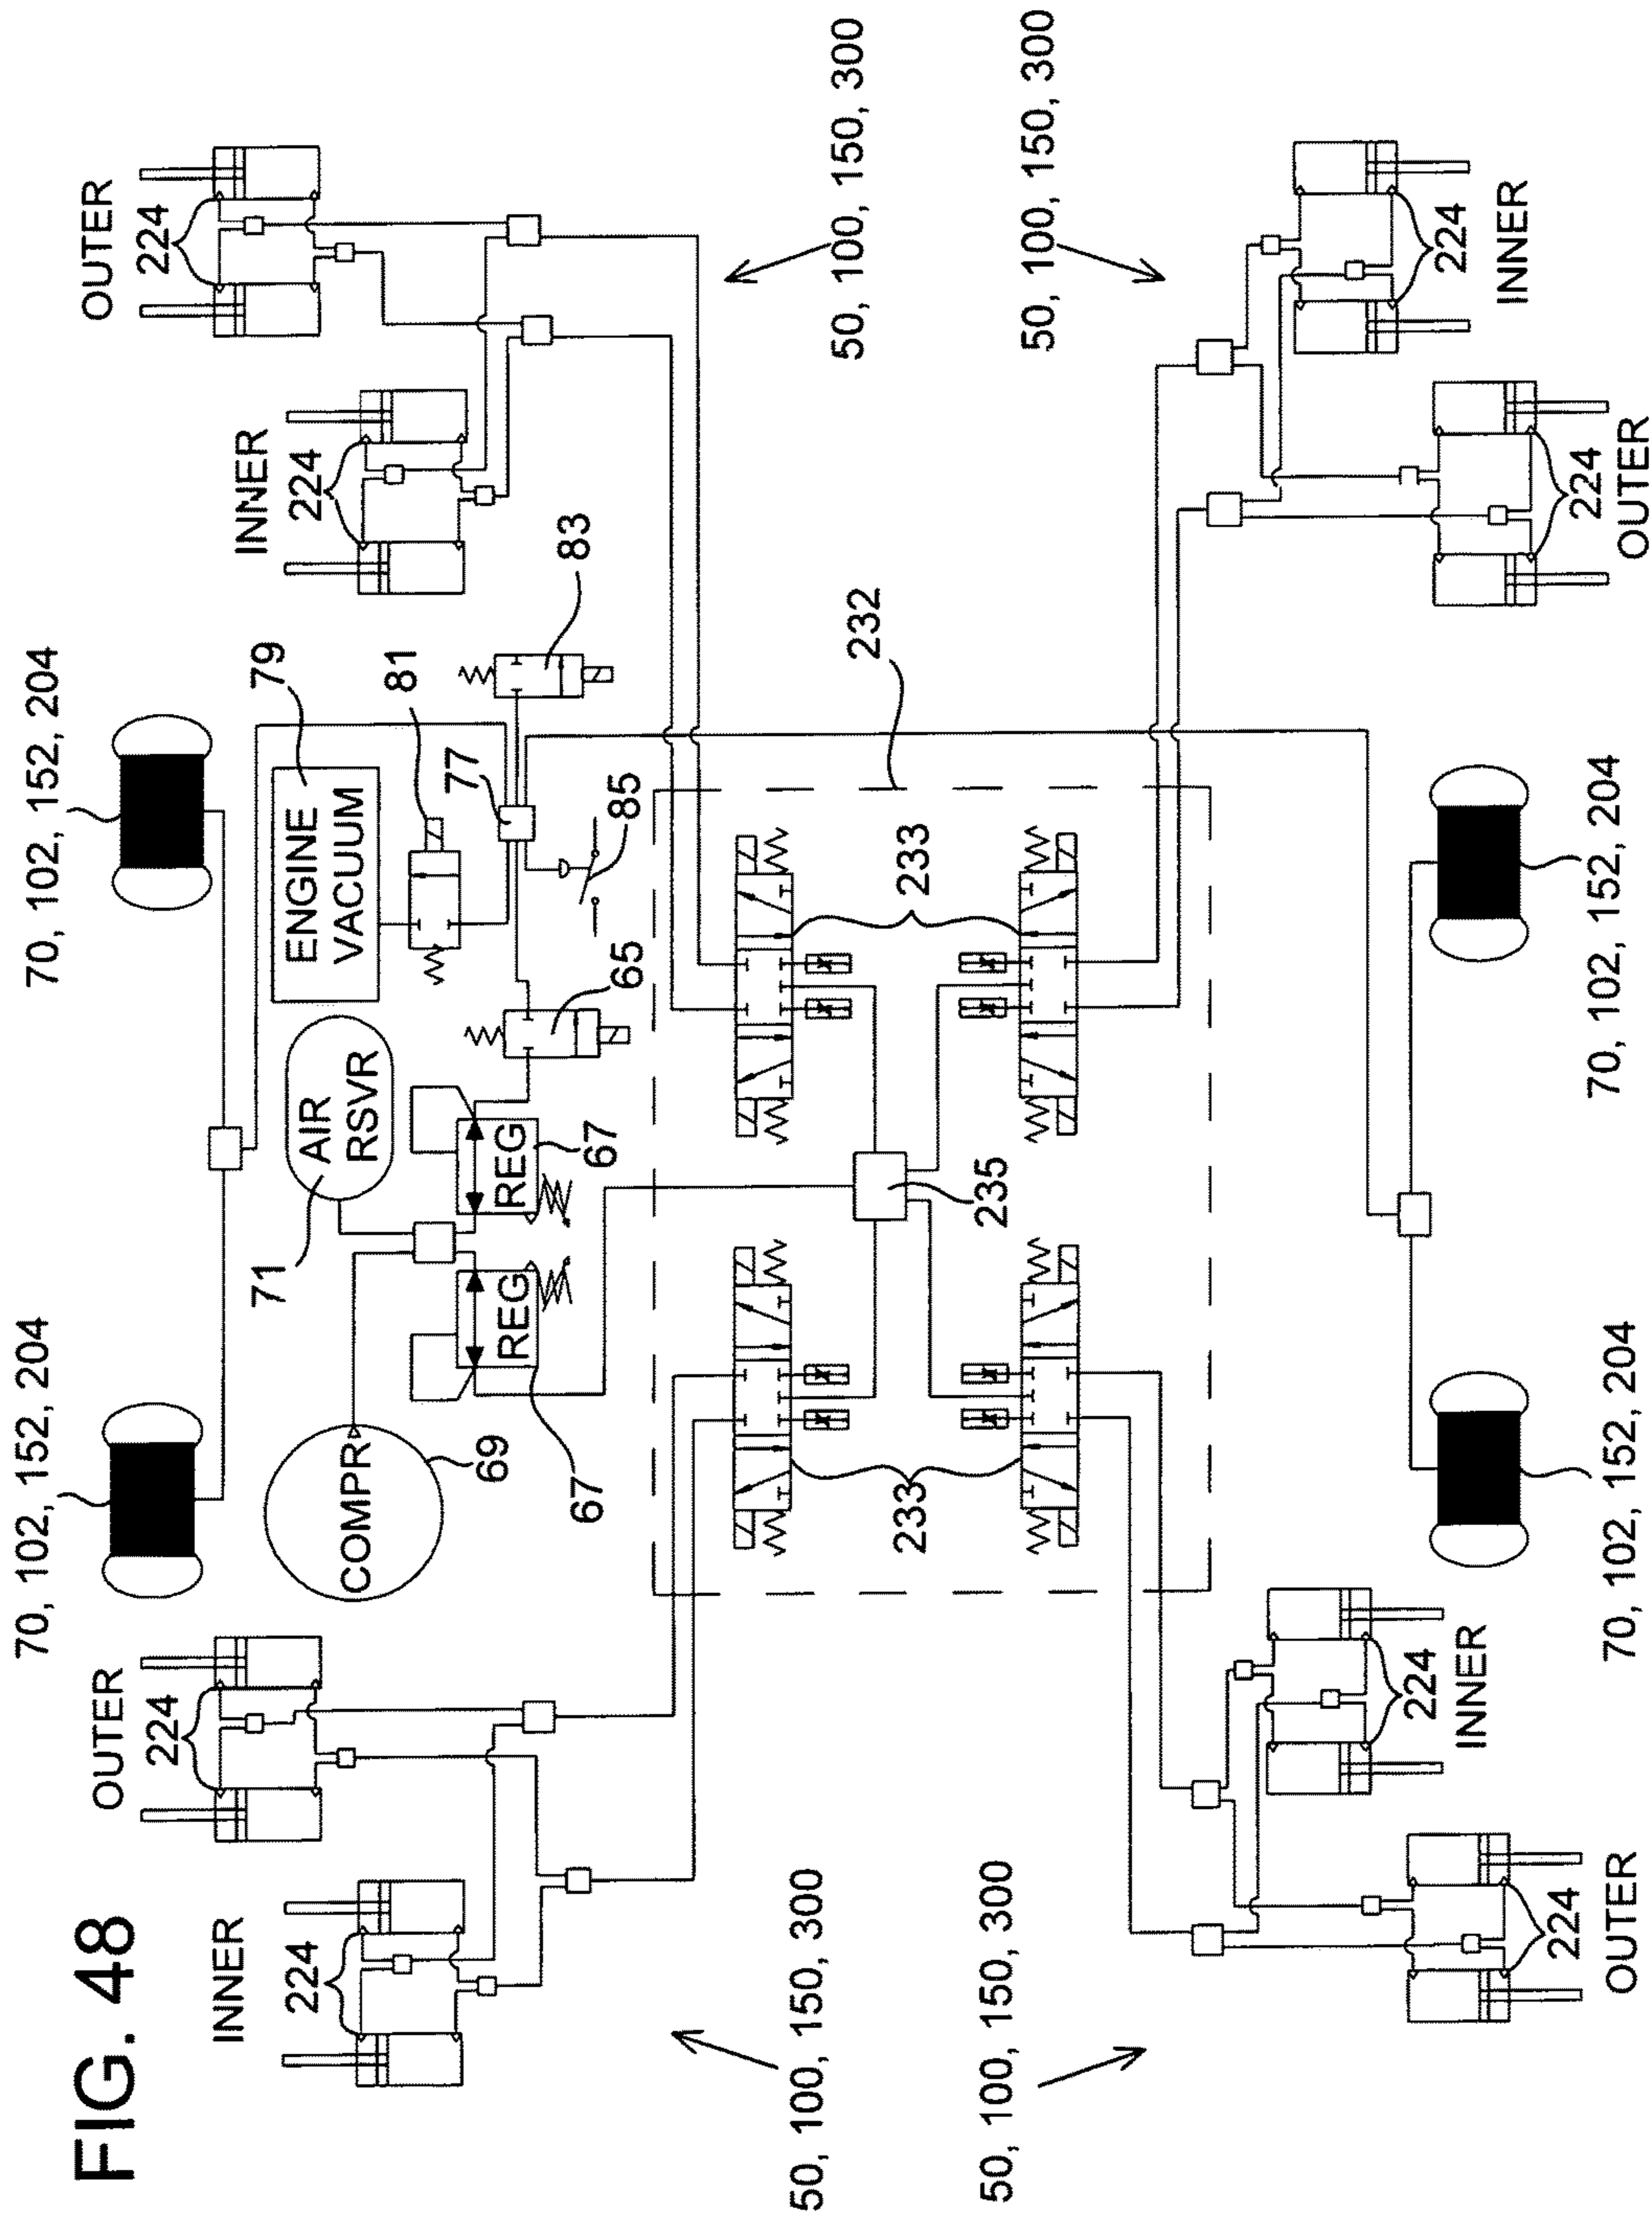 FIG. 48
INNER
224
OUTER
224
70, 102, 152, 204
70, 102, 152, 204
OUTER
224
INNER
224
COMPR
69
71
AIR
RSVR
ENGINE
VACUUM
79
81
77
83
85
65
REG
67
REG
67
232
233
233
235
50, 100, 150, 300
50, 100, 150, 300
50, 100, 150, 300
50, 100, 150, 300
224
OUTER
224
INNER
70, 102, 152, 204
70, 102, 152, 204
224
OUTER
224
INNER